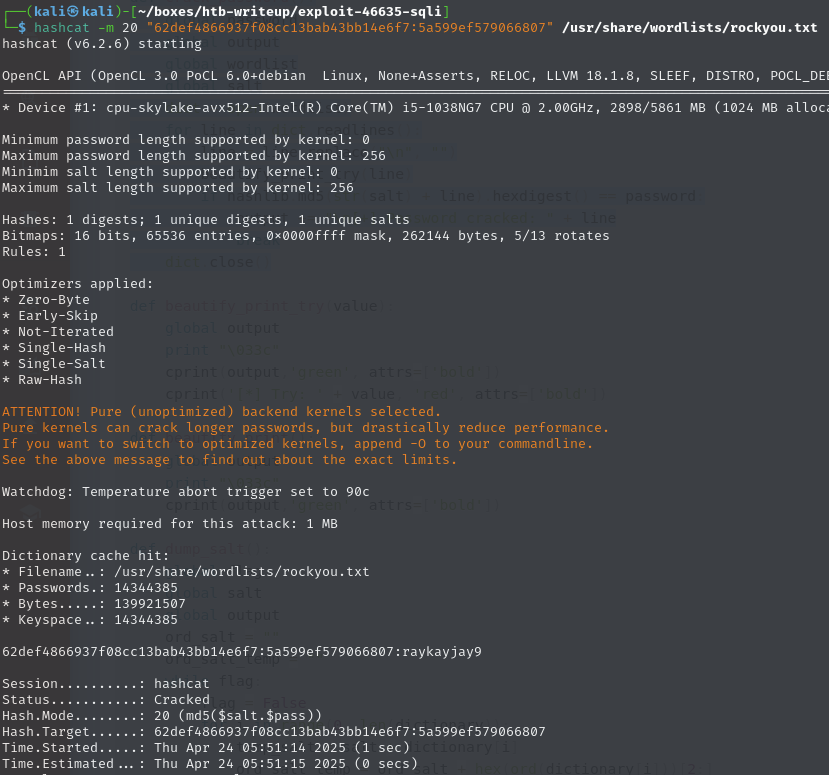 ┌──(kali㉿kali)-[~/boxes/htb-writeup/exploit-46635-sqli]
└─$ hashcat -m 20 "62def4866937f08cc13bab43bb14e6f7:5a599ef579066807" /usr/share/wordlists/rockyou.txt
hashcat (v6.2.6) starting
OpenCL API (OpenCL 3.0 PoCL 6.0+debian  Linux, None+Asserts, RELOC, LLVM 18.1.8, SLEEF, DISTRO, POCL_DE
* Device #1: cpu-skylake-avx512-Intel(R) Core(TM) i5-1038NG7 CPU @ 2.00GHz, 2898/5861 MB (1024 MB alloca
Minimum password length supported by kernel: 0
Maximum password length supported by kernel: 256
Minimim salt length supported by kernel: 0
Maximum salt length supported by kernel: 256
Hashes: 1 digests; 1 unique digests, 1 unique salts
Bitmaps: 16 bits, 65536 entries, 0x0000ffff mask, 262144 bytes, 5/13 rotates
Rules: 1
Optimizers applied:
* Zero-Byte
* Early-Skip
* Not-Iterated
* Single-Hash
* Single-Salt
* Raw-Hash
ATTENTION! Pure (unoptimized) backend kernels selected.
Pure kernels can crack longer passwords, but drastically reduce performance.
If you want to switch to optimized kernels, append -O to your commandline.
See the above message to find out about the exact limits.
Watchdog: Temperature abort trigger set to 90c
Host memory required for this attack: 1 MB
Dictionary cache hit:
* Filename..: /usr/share/wordlists/rockyou.txt
* Passwords.: 14344385
* Bytes.....: 139921507
* Keyspace..: 14344385
62def4866937f08cc13bab43bb14e6f7:5a599ef579066807:raykayjay9
Session..........: hashcat
Status...........: Cracked
Hash.Mode........: 20 (md5($salt.$pass))
Hash.Target......: 62def4866937f08cc13bab43bb14e6f7:5a599ef579066807
Time.Started.....: Thu Apr 24 05:51:14 2025 (1 sec)
Time.Estimated...: Thu Apr 24 05:51:15 2025 (0 secs)